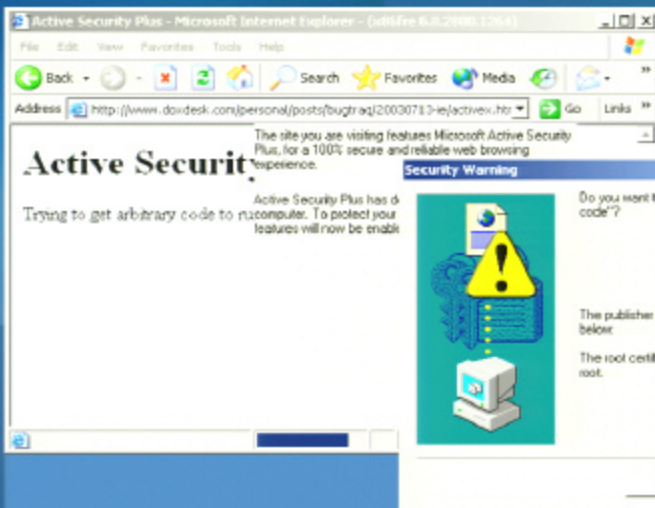 Active Security Plus - Microsoft Internet Explorer - (x86fre 6.0.2800.1264)
File Edit View Favorites Tools Help
Back Search Favorites Media
Address http://www.doxdesk.com/personal/posts/bugtraq/20030713-ie/activex.htm Go Links
Active Securit
Trying to get arbitrary code to ru
The site you are visiting features Microsoft Active Security
Plus, for a 100% secure and reliable web browsing
experience.
Active Security Plus has d
computer. To protect your
features will now be enable
Security Warning
Do you want t
code"?
The publisher
below.
The root certif
root.